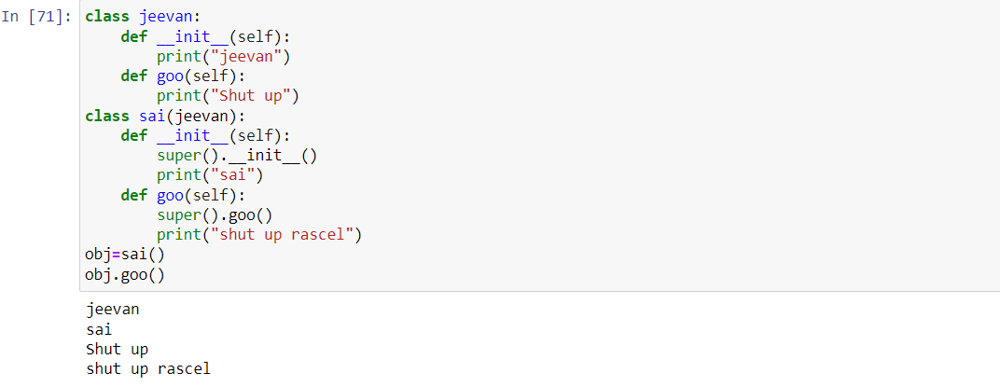 In [71]: class jeevan:
    def __init__(self):
        print("jeevan")
    def goo(self):
        print("Shut up")
class sai(jeevan):
    def __init__(self):
        super().__init__()
        print("sai")
    def goo(self):
        super().goo()
        print("shut up rascel")
obj=sai()
obj.goo()
jeevan
sai
Shut up
shut up rascel